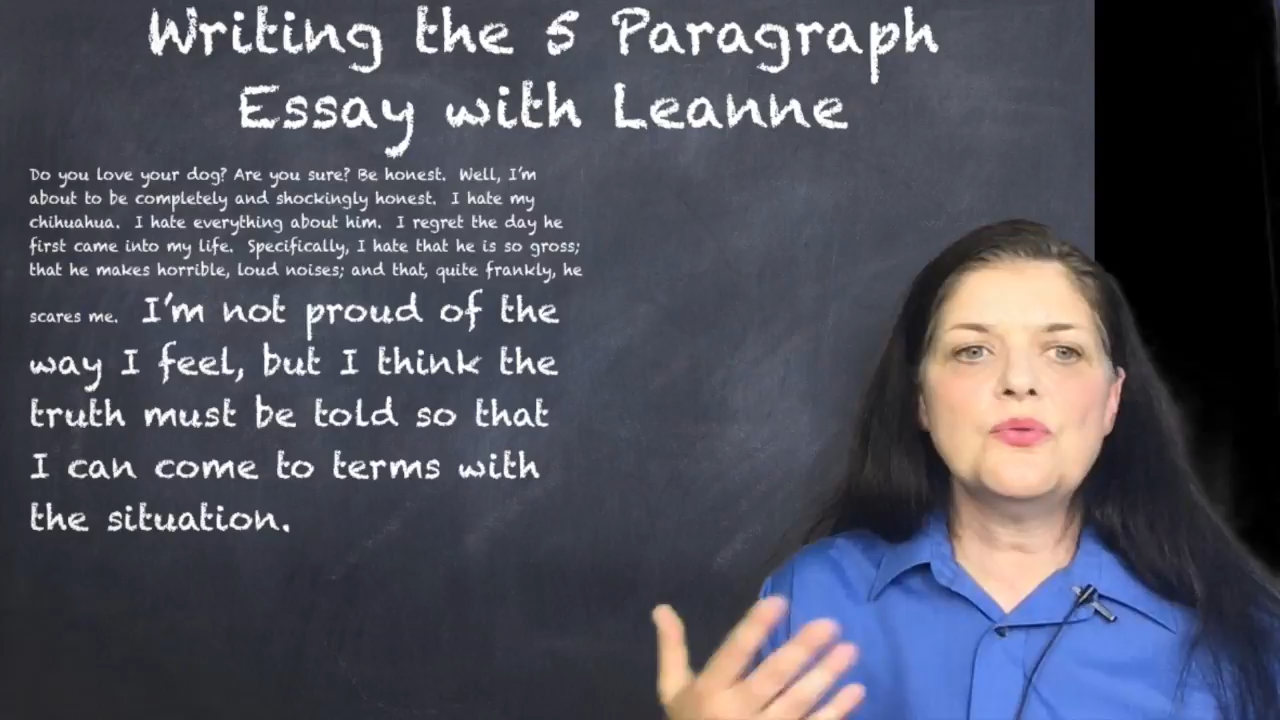 Writing the 5 Paragraph
Essay with Leanne
Do you love your dog? Are you sure? Be honest.  Well, I'm
about to be completely and shockingly honest.  I hate my
chihuahua.  I hate everything about him.  I regret the day he
first came into my life.  Specifically, I hate that he is so gross;
that he makes horrible, loud noises; and that, quite frankly, he
scares me.  I'm not proud of the
way I feel, but I think the
truth must be told so that
I can come to terms with
the situation.